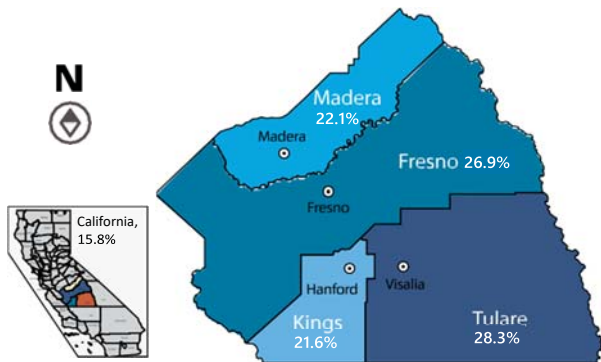 N
Madera
22.1%
Madera
Fresno 26.9%
Fresno
California,
15.8%
Hanford
Visalia
Kings
21.6%
Tulare
28.3%